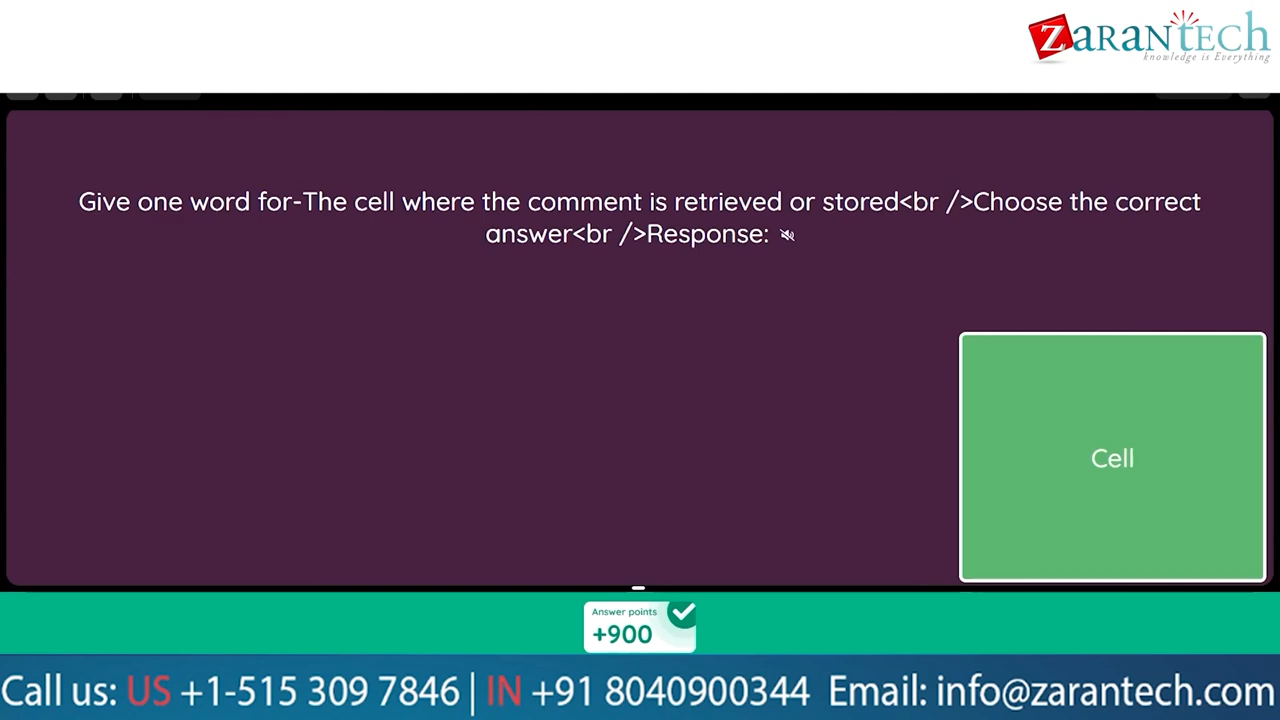 ZARANTECH
knowledge is Everything
Give one word for-The cell where the comment is retrieved or stored<br />Choose the correct
answer<br />Response:
Cell
Answer points
+900
Call us: US +1-515 309 7846 | IN +91 8040900344 Email: info@zarantech.com